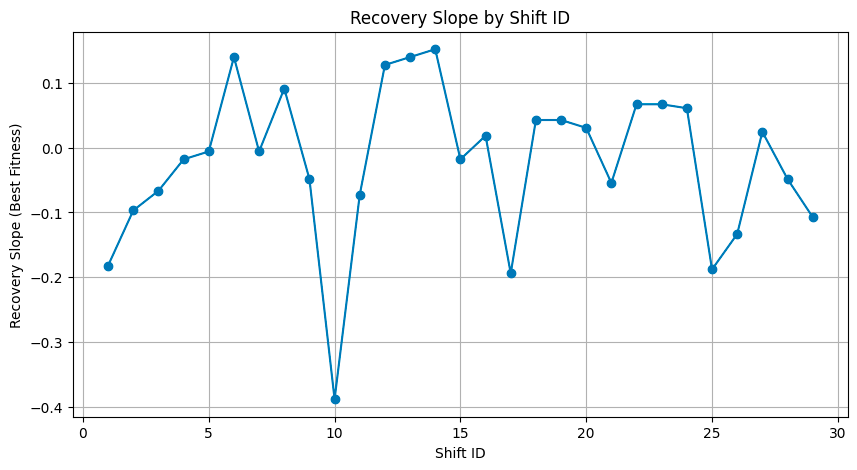 Recovery Slope by Shift ID
Recovery Slope (Best Fitness)
0.1
0.0
−0.1
−0.2
−0.3
−0.4
0 5 10 15 20 25 30
Shift ID